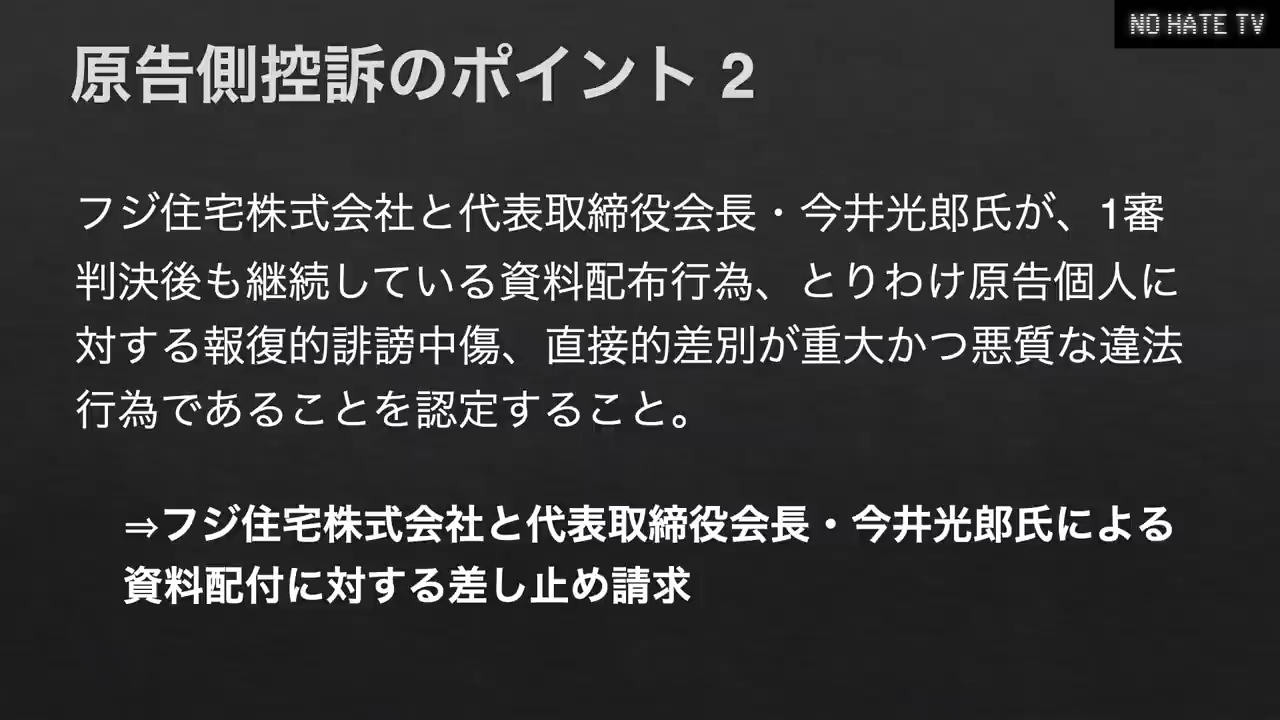 NO HATE TV
原告側控訴のポイント 2
フジ住宅株式会社と代表取締役会長・今井光郎氏が、1審
判決後も継続している資料配布行為、とりわけ原告個人に
対する報復的誹謗中傷、直接的差別が重大かつ悪質な違法
行為であることを認定すること。
⇒フジ住宅株式会社と代表取締役会長・今井光郎氏による
資料配付に対する差し止め請求